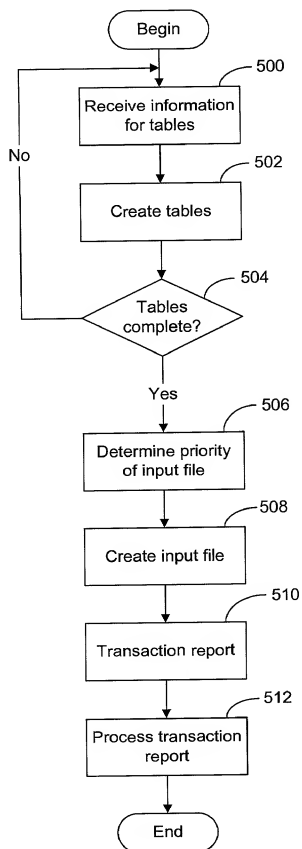 Begin
500
Receive information
for tables
No
502
Create tables
504
Tables
complete?
Yes
506
Determine priority
of input file
508
Create input file
510
Transaction report
512
Process transaction
report
End